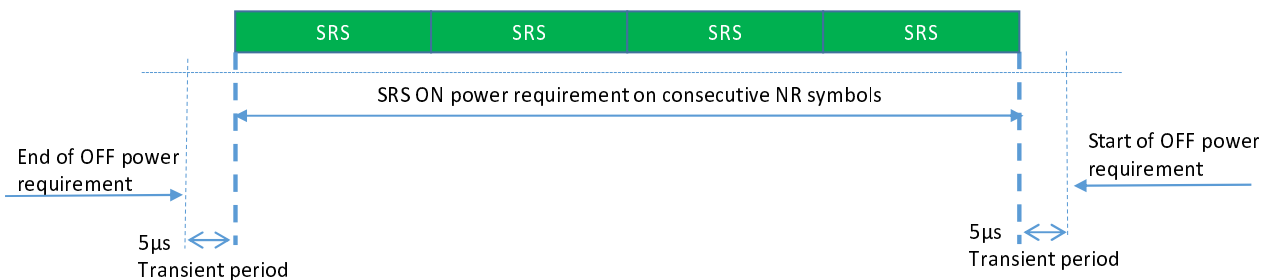 SRS SRS SRS SRS
SRS ON power requirement on consecutive NR symbols
End of OFF power
requirement
Start of OFF power
requirement
5µs
Transient period
5µs
Transient period